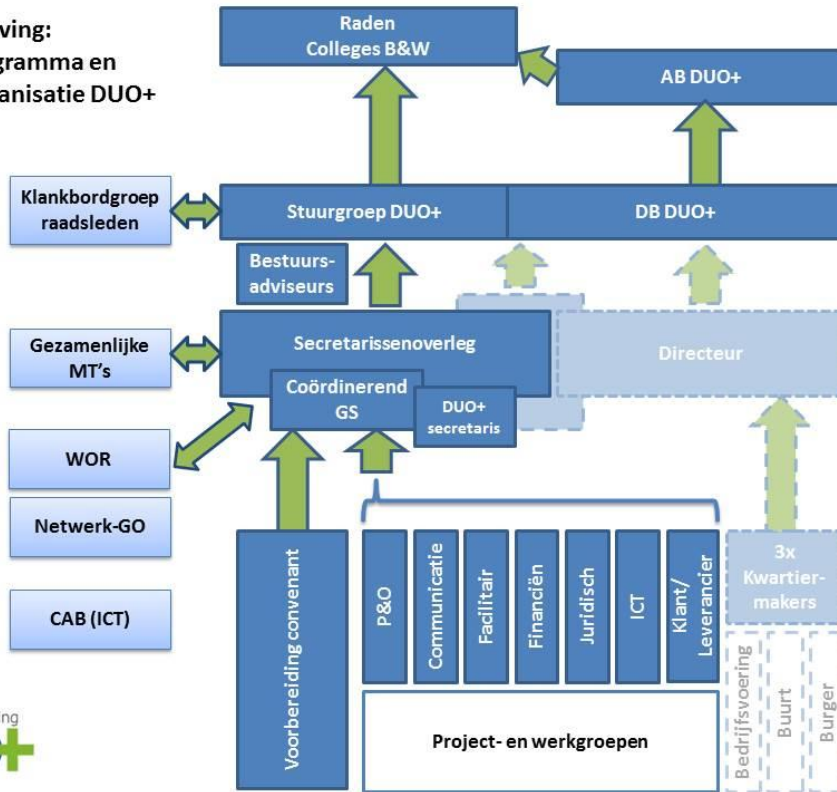 ving:
gramma en
anisatie DUO+
Raden
Colleges B&W
AB DUO+
Klankbordgroep
raadsleden
Stuurgroep DUO+
DB DUO+
Bestuurs-
adviseurs
Gezamenlijke
MT's
Secretarissenoverleg
Directeur
Coördinerend
GS
DUO+
secretaris
WOR
Netwerk-GO
CAB (ICT)
Voorbereiding convenant
P&O
Communicatie
Facilitair
Financiën
Juridisch
ICT
Klant/
Leverancier
3x
Kwartier-
makers
Bedrijfsvoering
Buurt
Burger
Project- en werkgroepen
ing